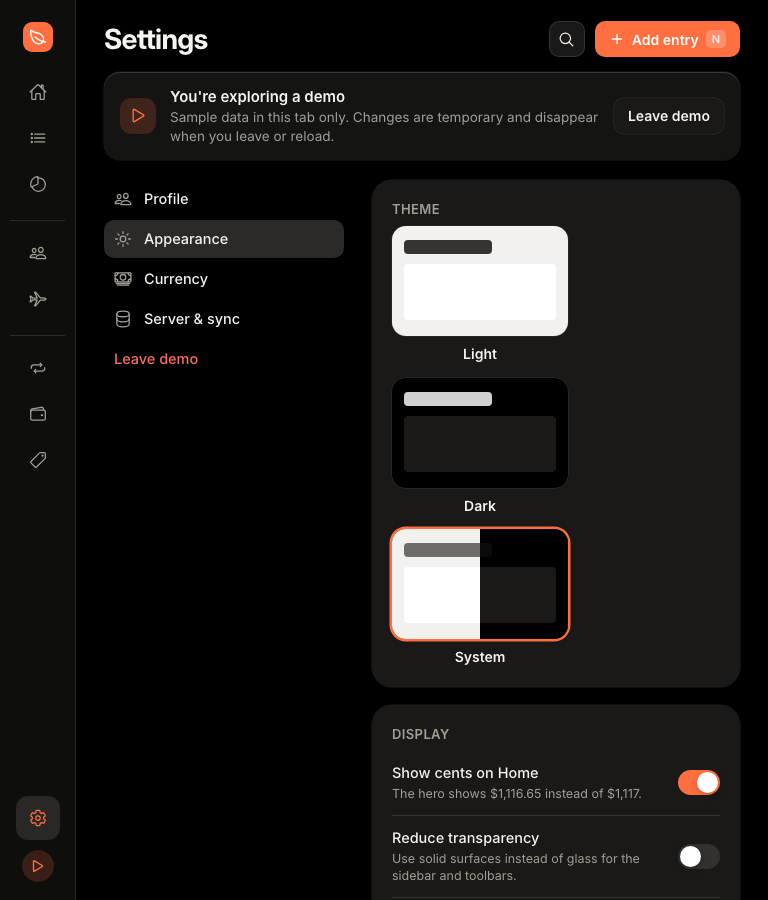 Settings
Add entry N
You're exploring a demo
Sample data in this tab only. Changes are temporary and disappear
when you leave or reload.
Leave demo
Profile
Appearance
Currency
Server & sync
Leave demo
THEME
Light
Dark
System
DISPLAY
Show cents on Home
The hero shows $1,116.65 instead of $1,117.
Reduce transparency
Use solid surfaces instead of glass for the
sidebar and toolbars.